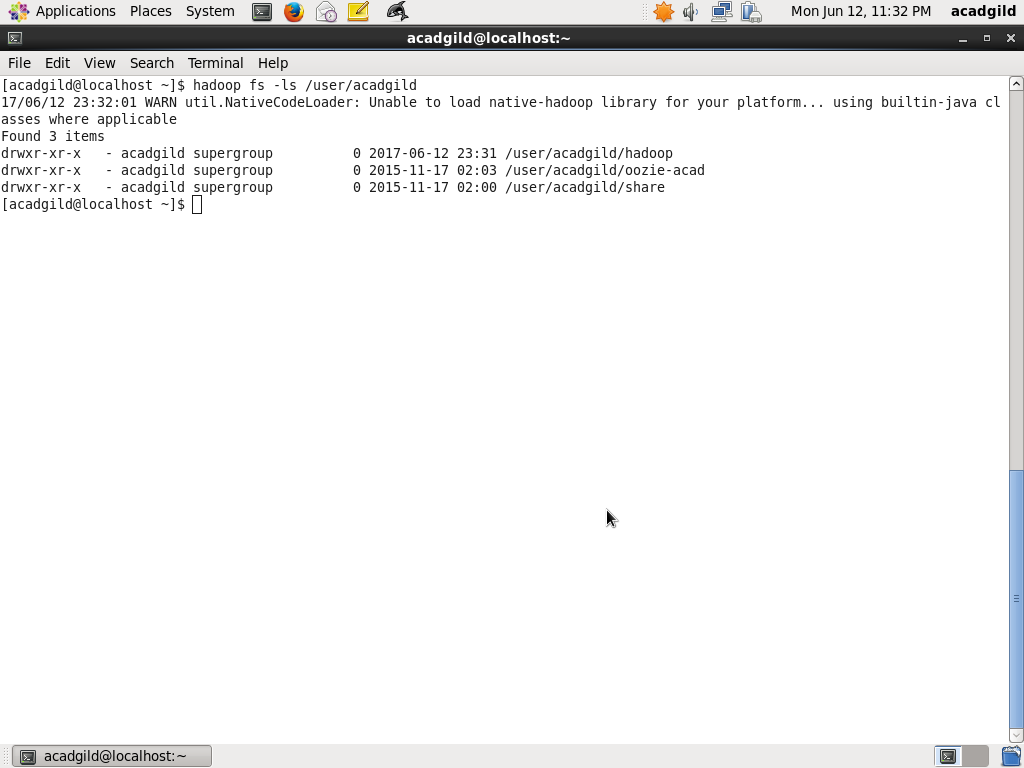 Applications Places System Mon Jun 12, 11:32 PM acadgild
acadgild@localhost:~
File Edit View Search Terminal Help
[acadgild@localhost ~]$ hadoop fs -ls /user/acadgild
17/06/12 23:32:01 WARN util.NativeCodeLoader: Unable to load native-hadoop library for your platform... using builtin-java cl
asses where applicable
Found 3 items
drwxr-xr-x   - acadgild supergroup          0 2017-06-12 23:31 /user/acadgild/hadoop
drwxr-xr-x   - acadgild supergroup          0 2015-11-17 02:03 /user/acadgild/oozie-acad
drwxr-xr-x   - acadgild supergroup          0 2015-11-17 02:00 /user/acadgild/share
[acadgild@localhost ~]$
acadgild@localhost:~